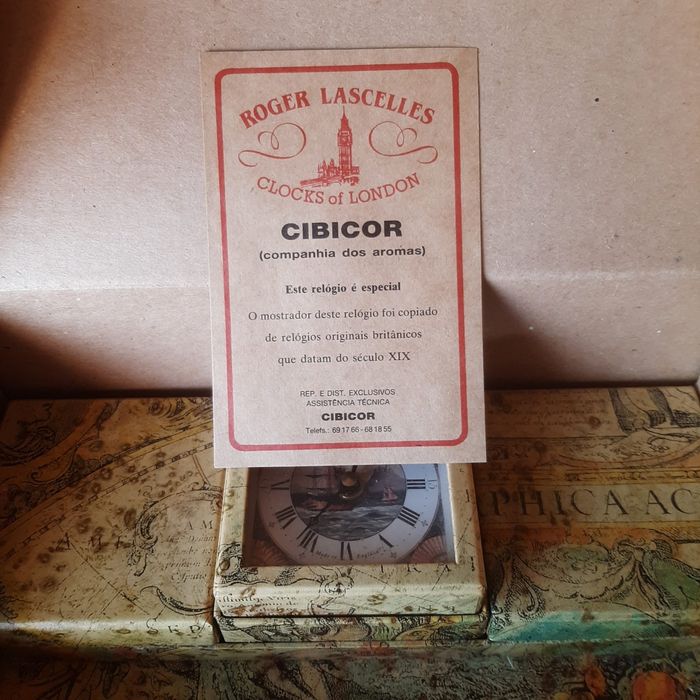 ROGER LASCELLES
CLOCKS of LONDON
CIBICOR
(companhia dos aromas)
Este relógio é especial
O mostrador deste relógio foi copiado
de relógios originais britânicos
que datam do século XIX
REP. E DIST. EXCLUSIVOS
ASSISTÊNCIA TÉCNICA
CIBICOR
Telefs.: 69 17 66 - 68 18 55
PHICA AC